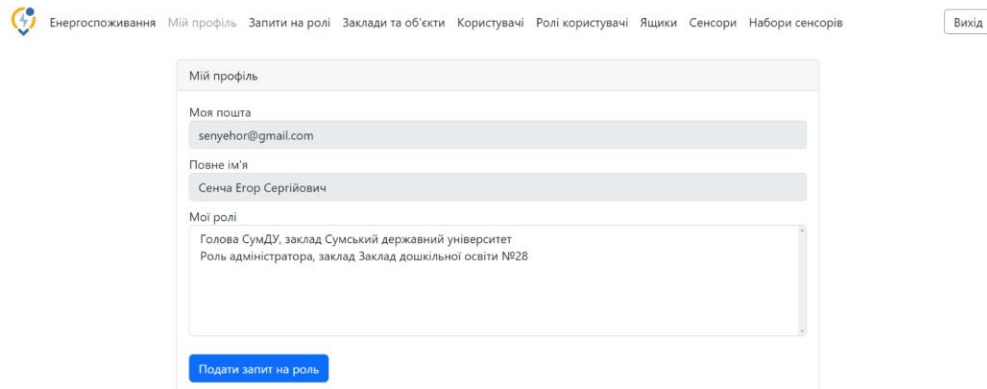 Енергоспоживання Мій профіль Запити на ролі Заклади та об'єкти Користувачі Ролі користувачі Ящики Сенсори Набори сенсорів Вихід
Мій профіль
Моя пошта
senyehor@gmail.com
Повне ім'я
Сенча Егор Сергійович
Мої ролі
Голова СумДУ, заклад Сумський державний університет
Роль адміністратора, заклад Заклад дошкільної освіти №28
Подати запит на роль